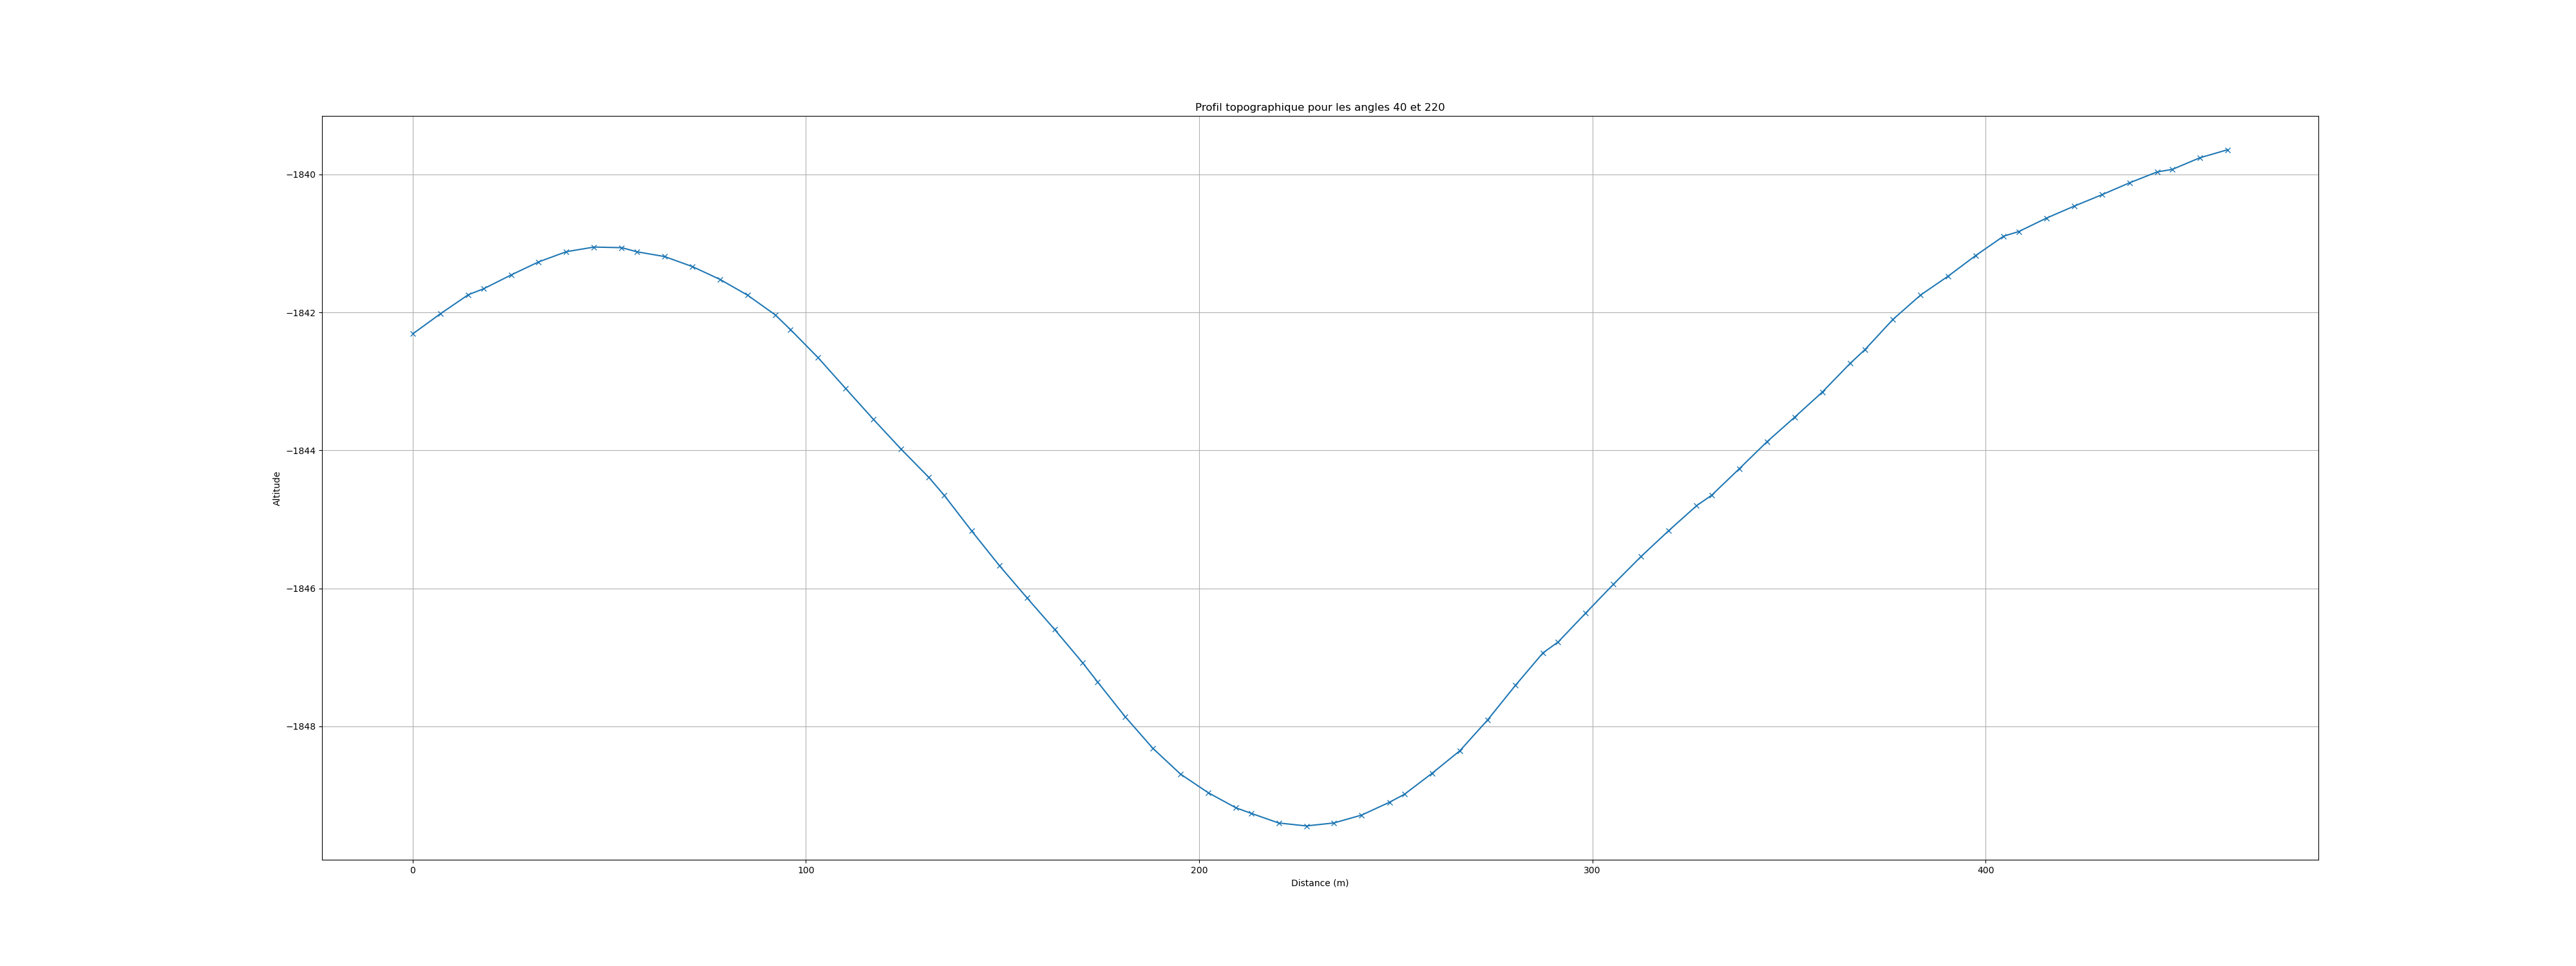 Profil topographique pour les angles 40 et 220
−1840
−1842
−1844
−1846
−1848
Altitude
0 100 200 300 400
Distance (m)